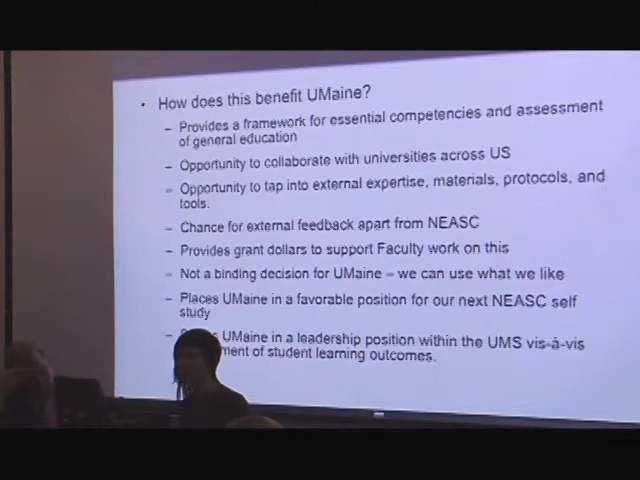 • How does this benefit UMaine?
– Provides a framework for essential competencies and assessment
of general education
– Opportunity to collaborate with universities across US
– Opportunity to tap into external expertise, materials, protocols, and
tools.
– Chance for external feedback apart from NEASC
– Provides grant dollars to support Faculty work on this
– Not a binding decision for UMaine – we can use what we like
– Places UMaine in a favorable position for our next NEASC self
study
– UMaine in a leadership position within the UMS vis-à-vis
of student learning outcomes.